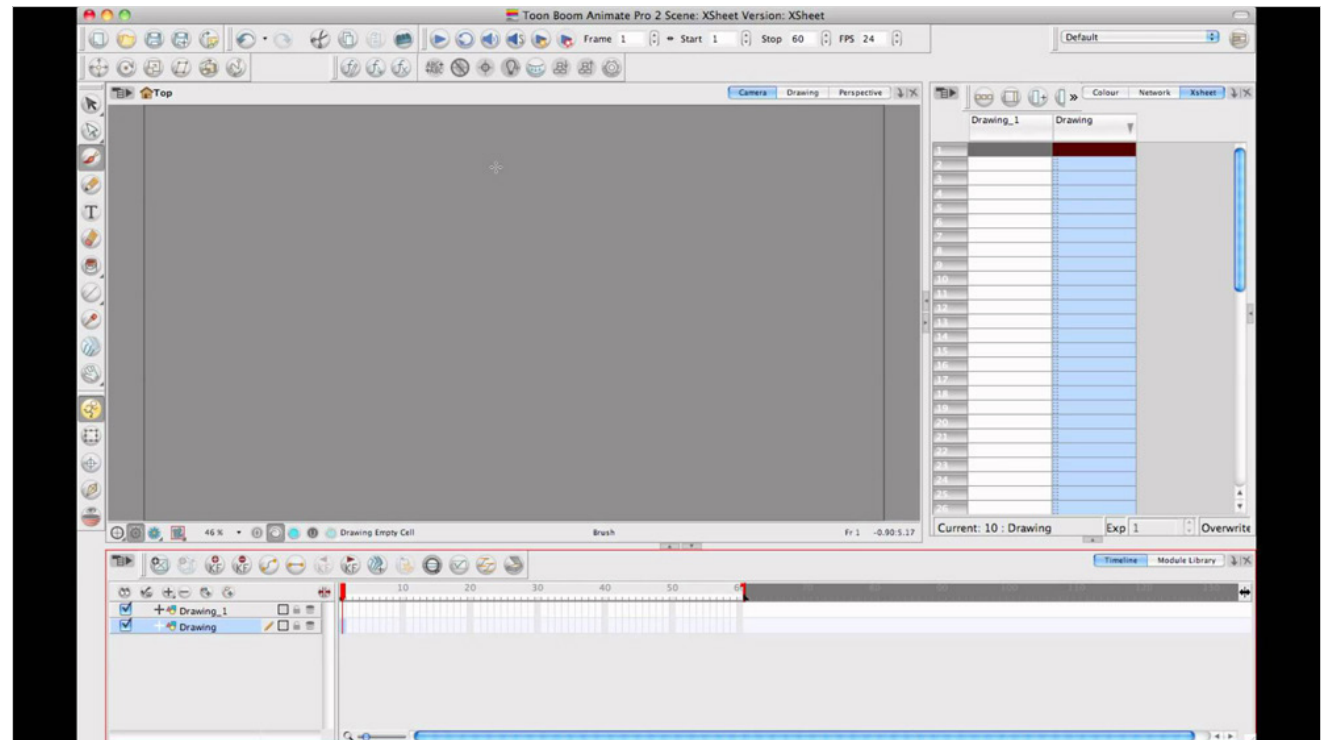 Toon Boom Animate Pro 2 Scene: XSheet Version: XSheet
Frame 1 Start 1 Stop 60 FPS 24 Default
Top Camera Drawing Perspective
Colour Network Xsheet
Drawing_1 Drawing
T
1
2
3
4
5
6
7
8
9
10
11
12
13
14
15
16
17
18
19
20
21
22
23
24
25
26
46 % Drawing Empty Cell Brush Fr 1 -0.90:5.17
Current: 10 : Drawing Exp 1 Overwrite
Timeline Module Library
10 20 30 40 50
Drawing_1
Drawing